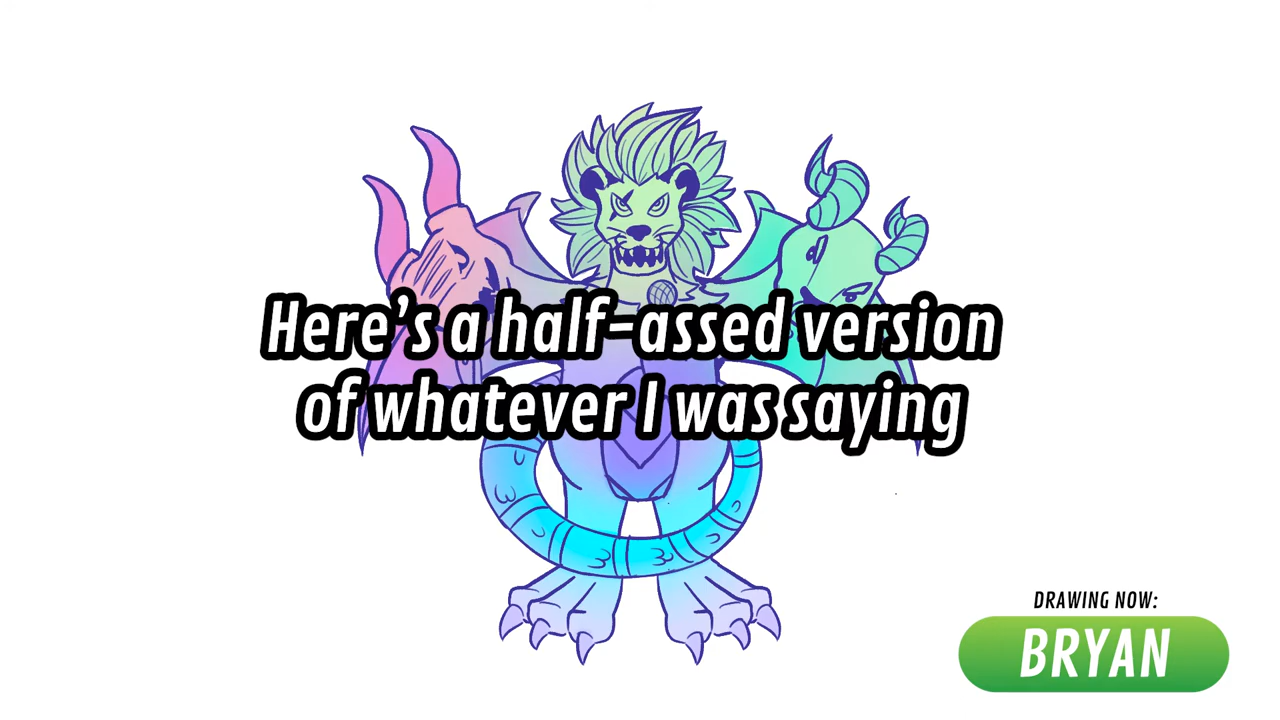 Here's a half-assed version
of whatever I was saying
DRAWING NOW:
BRYAN